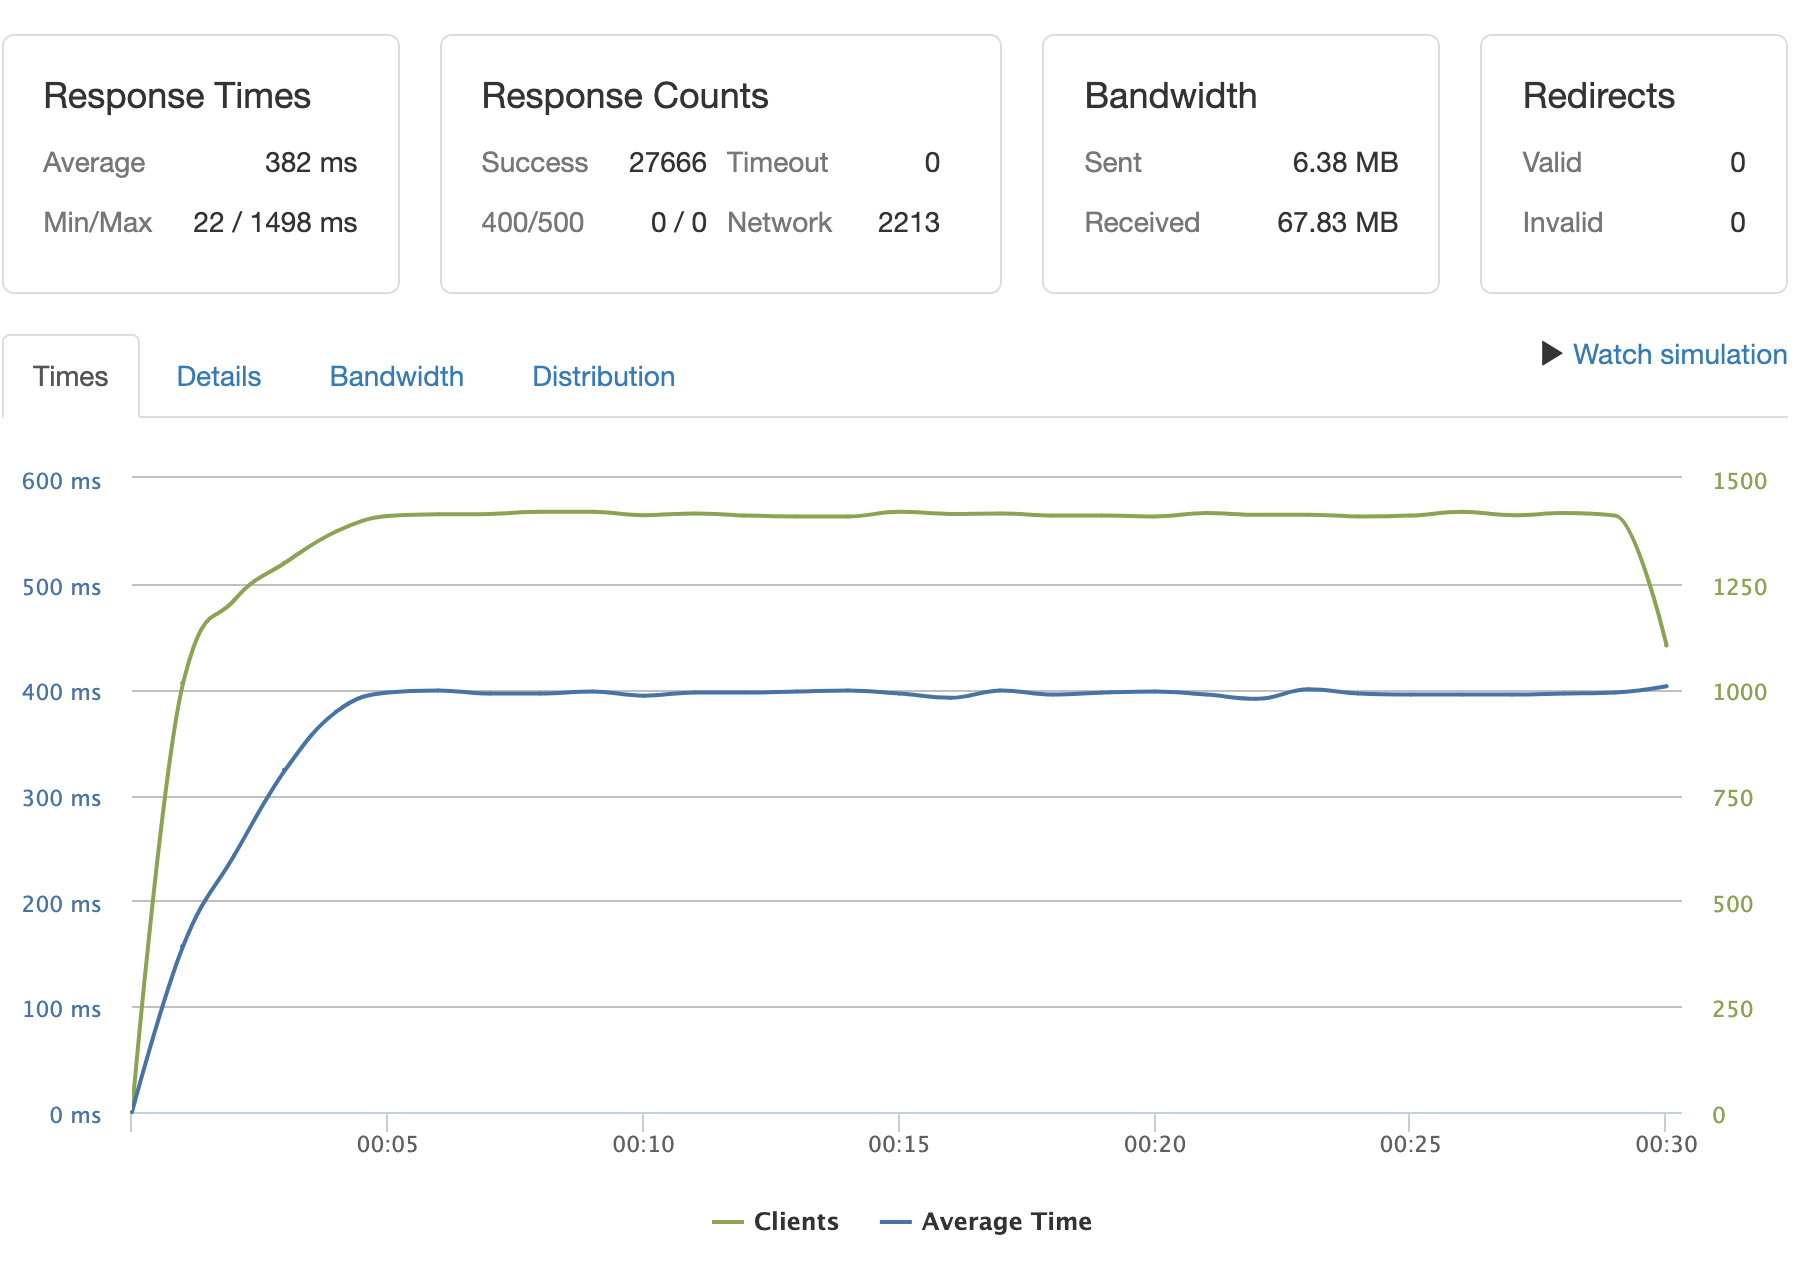 Response Times
Average 382 ms
Min/Max 22 / 1498 ms
Response Counts
Success 27666 Timeout 0
400/500 0 / 0 Network 2213
Bandwidth
Sent 6.38 MB
Received 67.83 MB
Redirects
Valid 0
Invalid 0
Times Details Bandwidth Distribution
Watch simulation
600 ms 1500
500 ms 1250
400 ms 1000
300 ms 750
200 ms 500
100 ms 250
0 ms 0
00:05 00:10 00:15 00:20 00:25 00:30
Clients Average Time